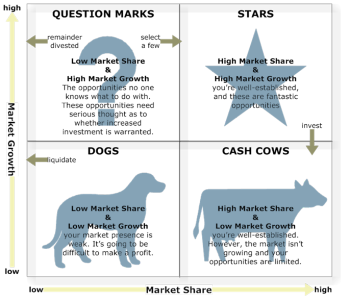 high
QUESTION MARKS
STARS
remainder
divested
select
a few
Low Market Share
&
High Market Growth
The opportunities no one
knows what to do with.
These opportunities need
serious thought as to
whether increased
investment is warranted.
High Market Share
&
High Market Growth
you're well-established,
and these are fantastic
opportunities
invest
Market Growth
DOGS
CASH COWS
liquidate
Low Market Share
&
Low Market Growth
your market presence is
weak. It's going to be
difficult to make a profit.
High Market Share
&
Low Market Growth
you're well-established.
However, the market isn't
growing and your
opportunities are limited.
low
low
Market Share
high